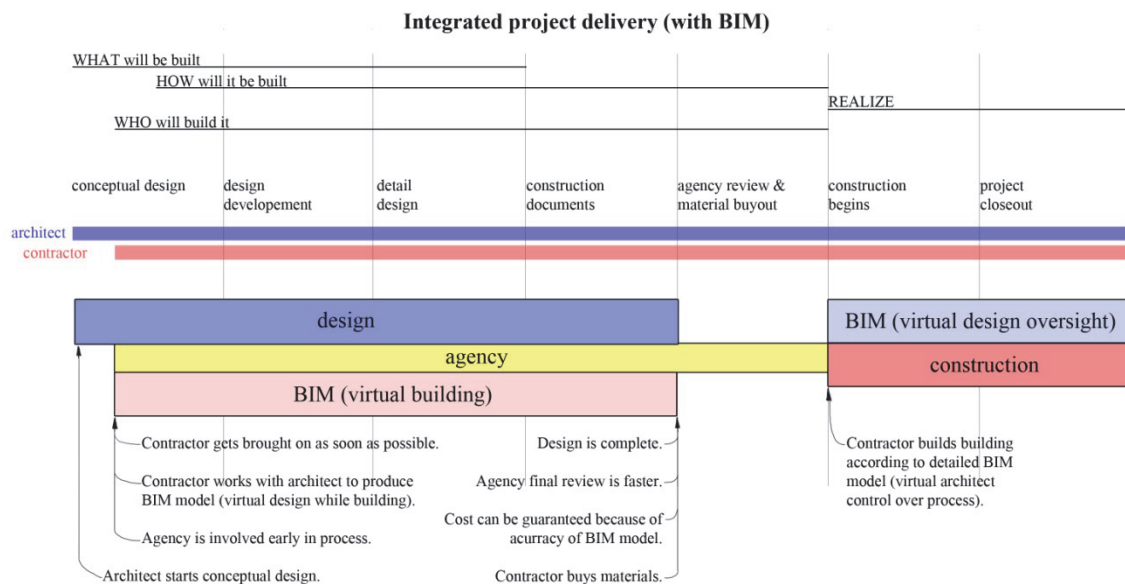 Integrated project delivery (with BIM)
WHAT will be built
HOW will it be built
REALIZE
WHO will build it
conceptual design
design
developement
detail
design
construction
documents
agency review &
material buyout
construction
begins
project
closeout
architect
contractor
design
BIM (virtual design oversight)
agency
construction
BIM (virtual building)
Contractor gets brought on as soon as possible.
Contractor works with architect to produce
BIM model (virtual design while building).
Agency is involved early in process.
Architect starts conceptual design.
Design is complete.
Agency final review is faster.
Cost can be guaranteed because of
acurracy of BIM model.
Contractor buys materials.
Contractor builds building
according to detailed BIM
model (virtual architect
control over process).